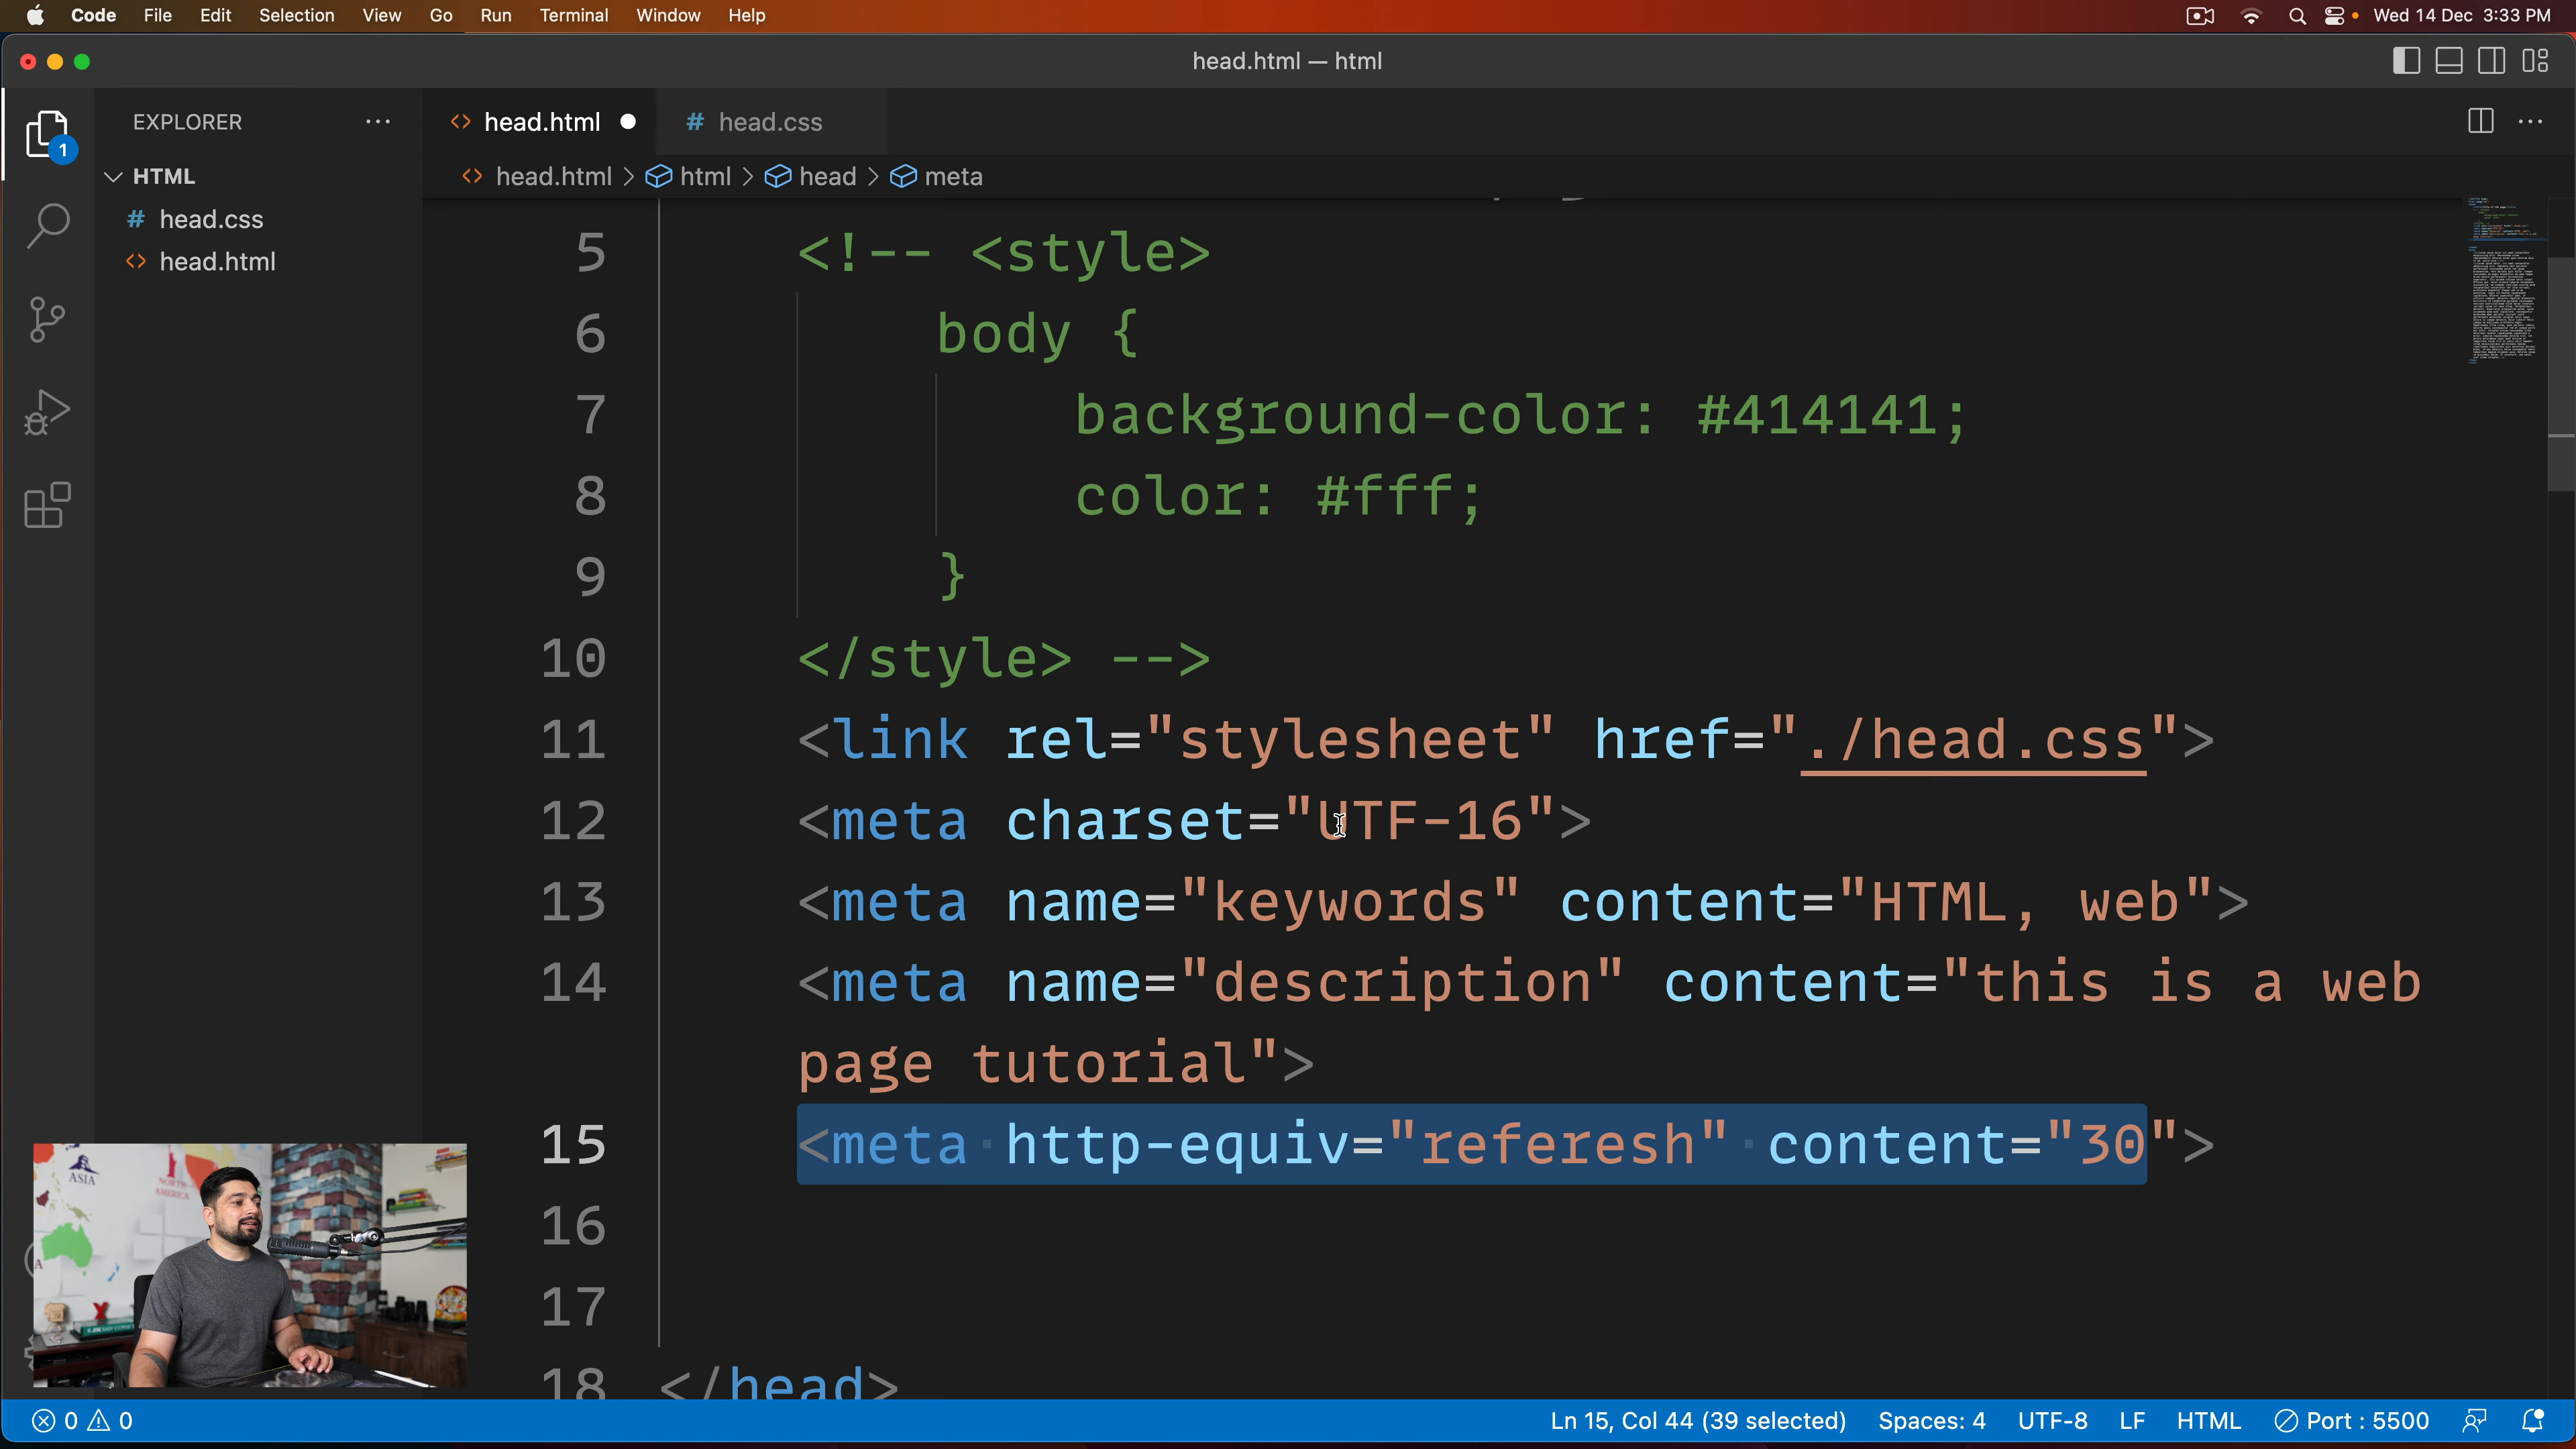 Code File Edit Selection View Go Run Terminal Window Help Wed 14 Dec 3:33 PM
head.html — html
EXPLORER
HTML
# head.css
head.html
1
head.html
# head.css
head.html > html > head > meta
5 <!-- <style>
6 body {
7 background-color: #414141;
8 color: #fff;
9 }
10 </style> -->
11 <link rel="stylesheet" href="./head.css">
12 <meta charset="UTF-16">
13 <meta name="keywords" content="HTML, web">
14 <meta name="description" content="this is a web
page tutorial">
15 <meta http-equiv="referesh" content="30">
16
17
18 </head>
ASIA
NORTH
AMERICA
0 0 Ln 15, Col 44 (39 selected) Spaces: 4 UTF-8 LF HTML Port : 5500